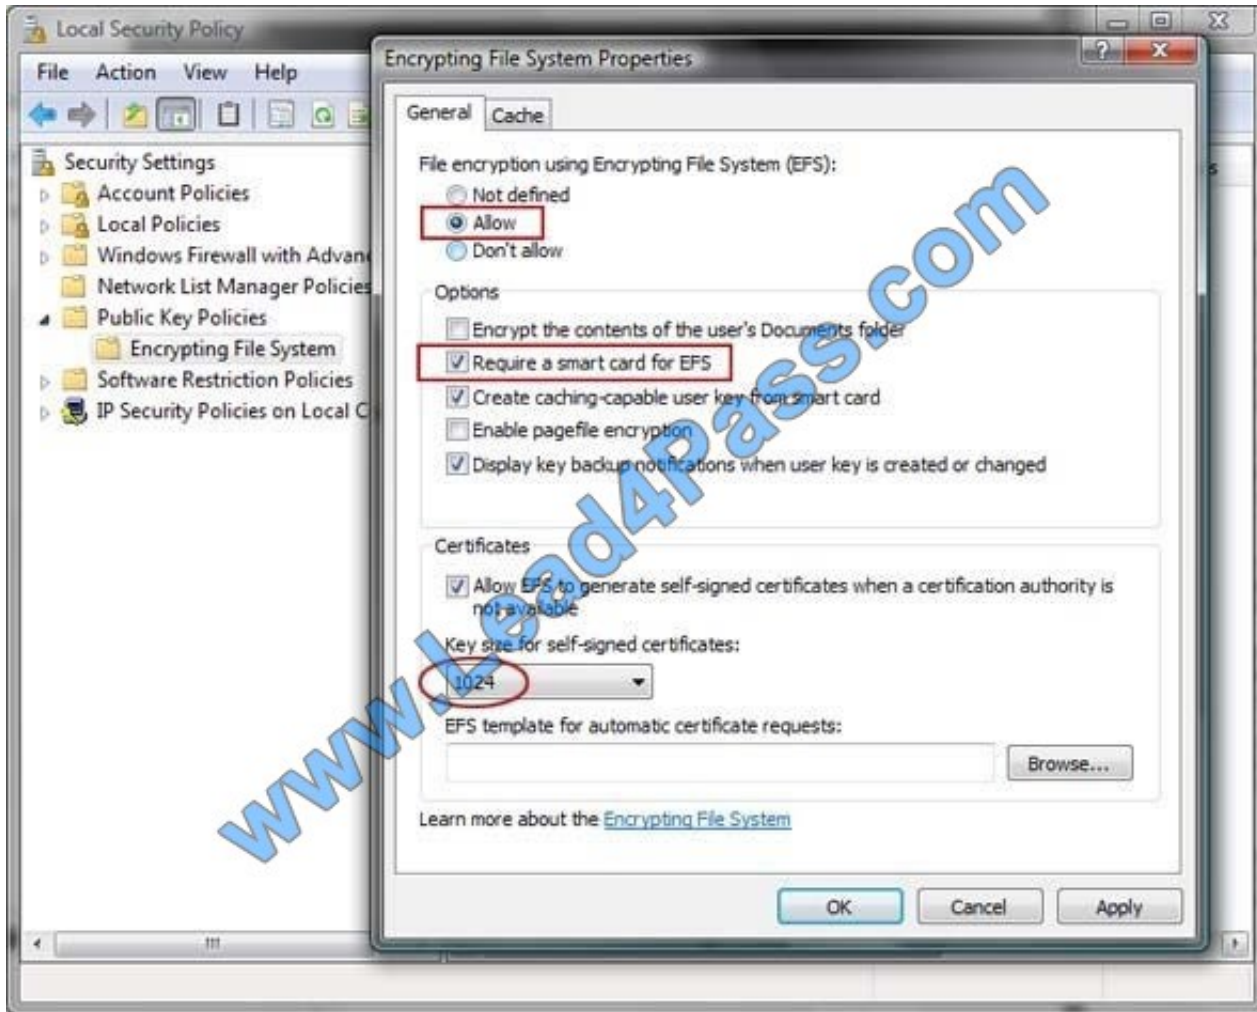 Local Security Policy
File Action View Help
Security Settings
Account Policies
Local Policies
Windows Firewall with Advan
Network List Manager Policies
Public Key Policies
Encrypting File System
Software Restriction Policies
IP Security Policies on Local C
s
Encrypting File System Properties
General
Cache
File encryption using Encrypting File System (EFS):
Not defined
Allow
Don't allow
Options
Encrypt the contents of the user's Documents folder
Require a smart card for EFS
Create caching-capable user key from smart card
Enable pagefile encryption
Display key backup notifications when user key is created or changed
Certificates
Allow EFS to generate self-signed certificates when a certification authority is
not available
Key size for self-signed certificates:
1024
EFS template for automatic certificate requests:
Browse...
Learn more about the Encrypting File System
OK Cancel Apply
www.Lead4Pass.com